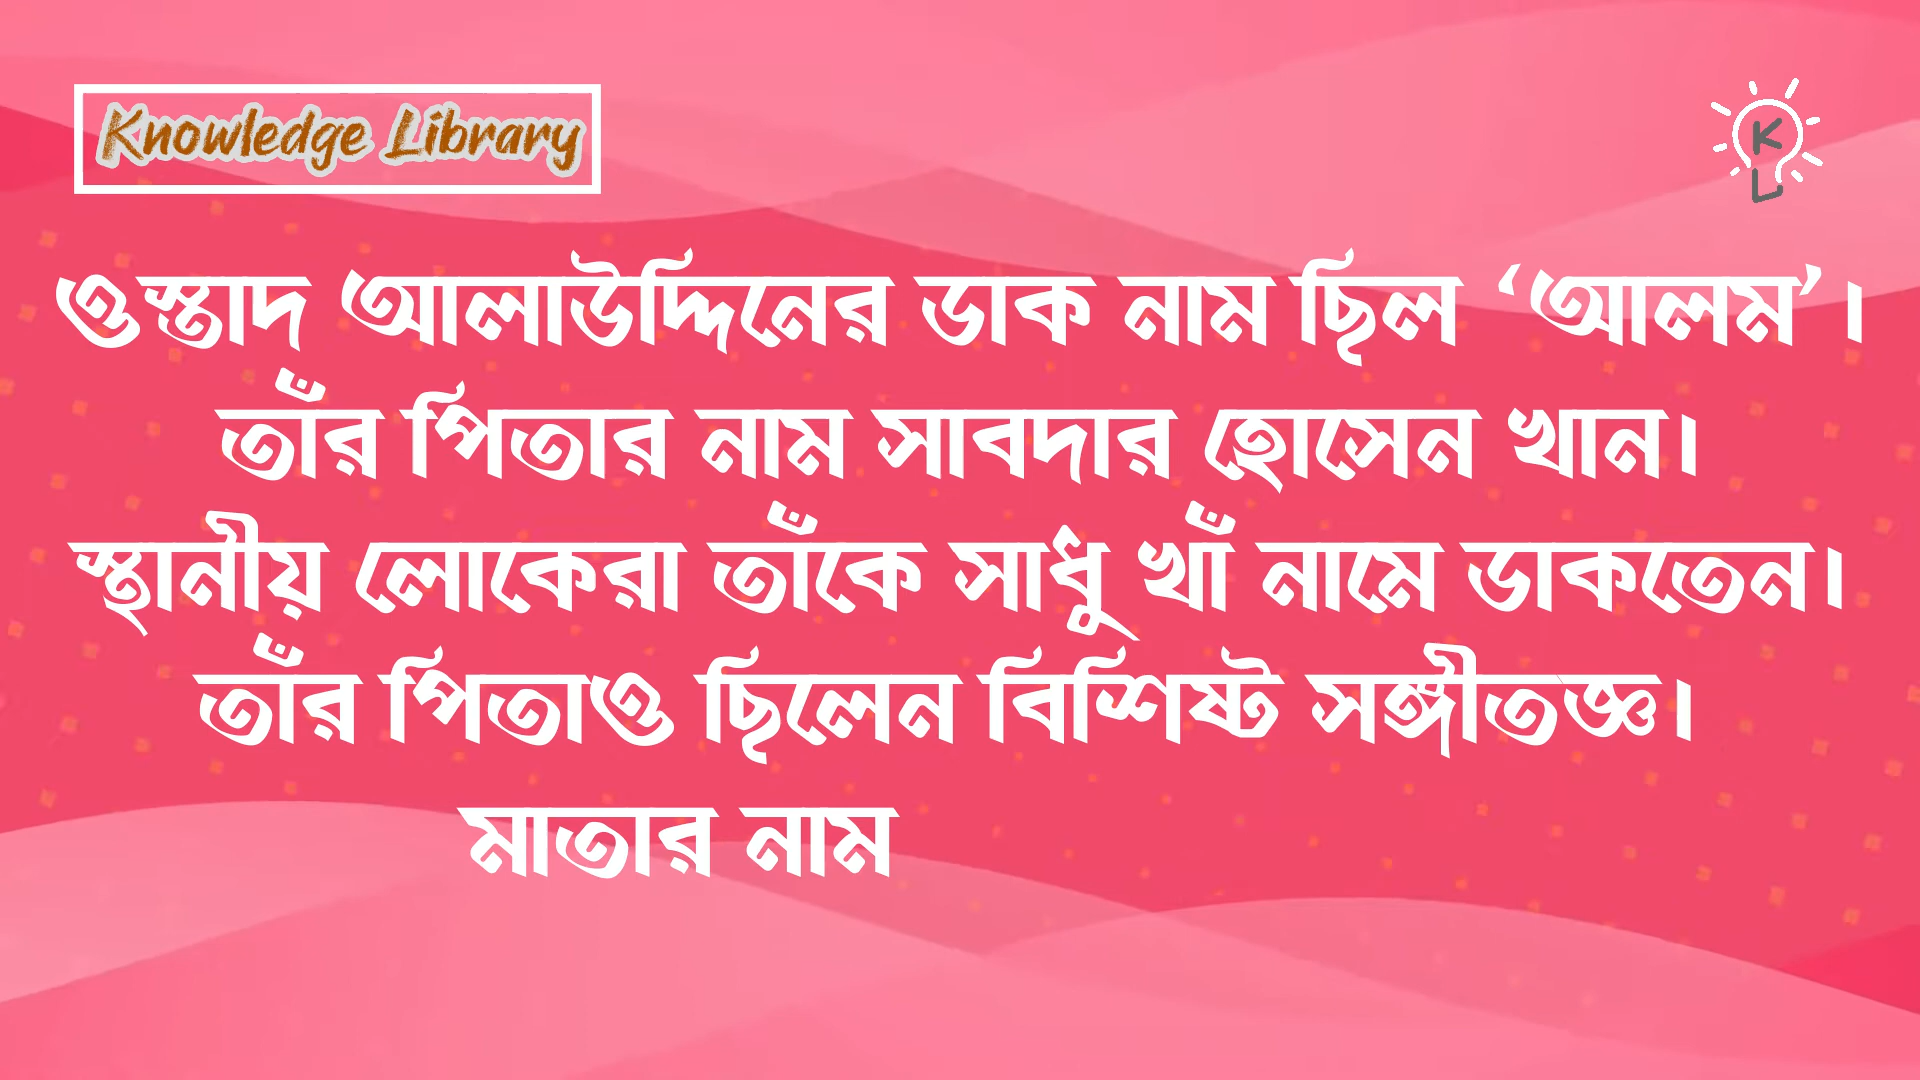 Knowledge Library
K
L
ওস্তাদ আলাউদ্দিনের ডাক নাম ছিল ‘আলম’ ।
তাঁর পিতার নাম সাবদার হোসেন খান।
স্থানীয় লোকেরা তাঁকে সাধু খাঁ নামে ডাকতেন।
তাঁর পিতাও ছিলেন বিশিষ্ট সঙ্গীতজ্ঞ।
মাতার নাম